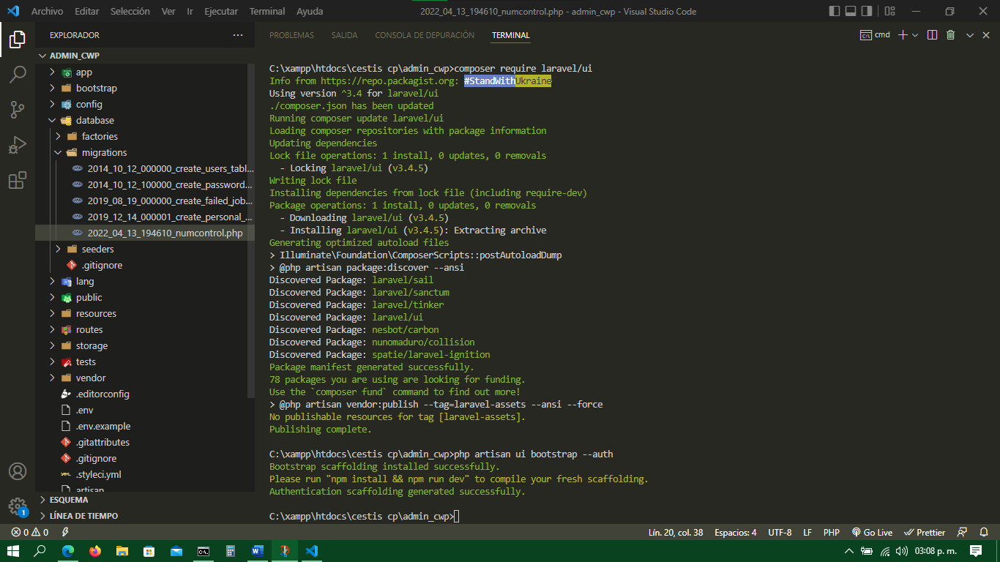 Archivo Editar Selección Ver Ir Ejecutar Terminal Ayuda
2022_04_13_194610_numcontrol.php - admin_cwp - Visual Studio Code
EXPLORADOR
ADMIN_CWP
app
bootstrap
config
database
factories
migrations
2014_10_12_000000_create_users_tabl...
2014_10_12_100000_create_password...
2019_08_19_000000_create_failed_job...
2019_12_14_000001_create_personal_...
2022_04_13_194610_numcontrol.php
seeders
.gitignore
lang
public
resources
routes
storage
tests
vendor
.editorconfig
.env
.env.example
.gitattributes
.gitignore
.styleci.yml
artisan
ESQUEMA
LÍNEA DE TIEMPO
1
PROBLEMAS SALIDA CONSOLA DE DEPURACIÓN TERMINAL
cmd
C:\xampp\htdocs\cestis cp\admin_cwp>composer require laravel/ui
Info from https://repo.packagist.org: #StandWithUkraine
Using version ^3.4 for laravel/ui
./composer.json has been updated
Running composer update laravel/ui
Loading composer repositories with package information
Updating dependencies
Lock file operations: 1 install, 0 updates, 0 removals
- Locking laravel/ui (v3.4.5)
Writing lock file
Installing dependencies from lock file (including require-dev)
Package operations: 1 install, 0 updates, 0 removals
- Downloading laravel/ui (v3.4.5)
- Installing laravel/ui (v3.4.5): Extracting archive
Generating optimized autoload files
> Illuminate\Foundation\ComposerScripts::postAutoloadDump
> @php artisan package:discover --ansi
Discovered Package: laravel/sail
Discovered Package: laravel/sanctum
Discovered Package: laravel/tinker
Discovered Package: laravel/ui
Discovered Package: nesbot/carbon
Discovered Package: nunomaduro/collision
Discovered Package: spatie/laravel-ignition
Package manifest generated successfully.
78 packages you are using are looking for funding.
Use the `composer fund` command to find out more!
> @php artisan vendor:publish --tag=laravel-assets --ansi --force
No publishable resources for tag [laravel-assets].
Publishing complete.
C:\xampp\htdocs\cestis cp\admin_cwp>php artisan ui bootstrap --auth
Bootstrap scaffolding installed successfully.
Please run "npm install && npm run dev" to compile your fresh scaffolding.
Authentication scaffolding generated successfully.
C:\xampp\htdocs\cestis cp\admin_cwp>
0 0
Lín. 20, col. 38 Espacios: 4 UTF-8 LF PHP Go Live Prettier
03:08 p. m.